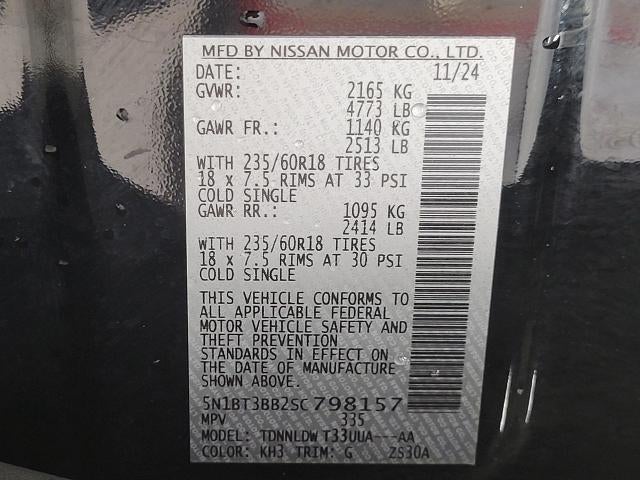 MFD BY NISSAN MOTOR CO., LTD.
DATE: 11/24
GVWR: 2165 KG
4773 LB
GAWR FR.: 1140 KG
2513 LB
WITH 235/60R18 TIRES
18 x 7.5 RIMS AT 33 PSI
COLD SINGLE
GAWR RR.: 1095 KG
2414 LB
WITH 235/60R18 TIRES
18 x 7.5 RIMS AT 30 PSI
COLD SINGLE
THIS VEHICLE CONFORMS TO
ALL APPLICABLE FEDERAL
MOTOR VEHICLE SAFETY AND
THEFT PREVENTION
STANDARDS IN EFFECT ON
THE DATE OF MANUFACTURE
SHOWN ABOVE.
5N1BT3BB2SC798157
MPV 335
MODEL: TDNNLDW T33UUA---AA
COLOR: KH3 TRIM: G ZS30A